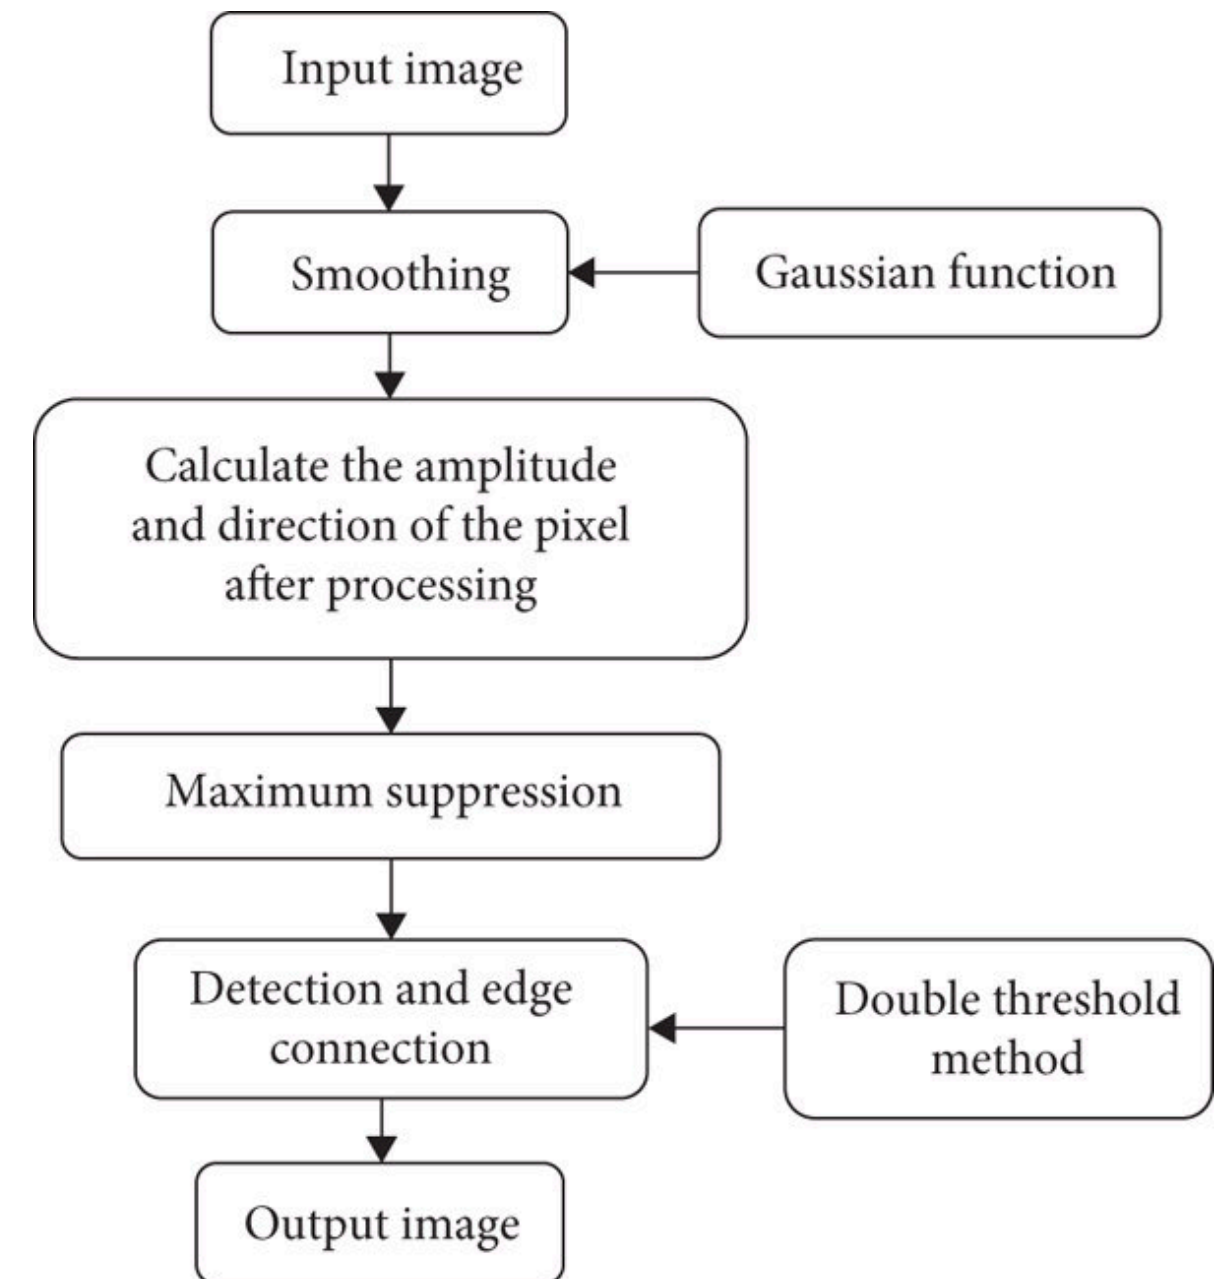 Input image
Smoothing
Gaussian function
Calculate the amplitude
and direction of the pixel
after processing
Maximum suppression
Detection and edge
connection
Double threshold
method
Output image